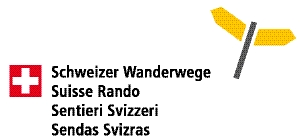 Schweizer Wanderwege
Suisse Rando
Sentieri Svizzeri
Sendas Svizras